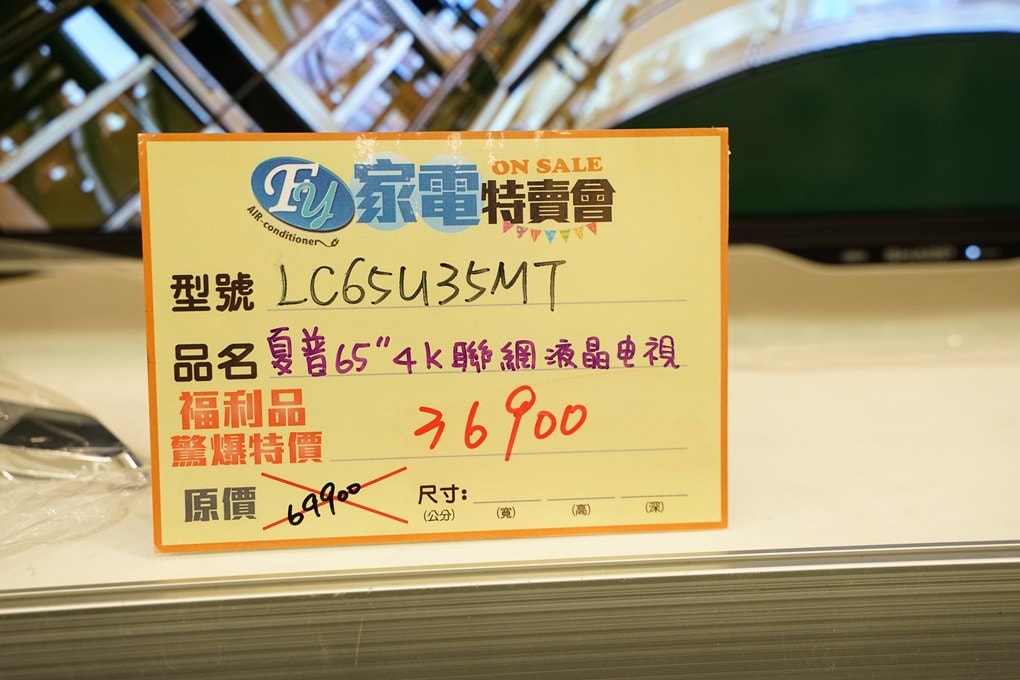 FY
AIR-conditioner
家電特賣會
ON SALE
型號 LC65U35MT
品名 夏普65"4K聯網液晶电視
福利品
驚爆特價 36900
原價 69900 尺寸:
(公分) (寬) (高) (深)